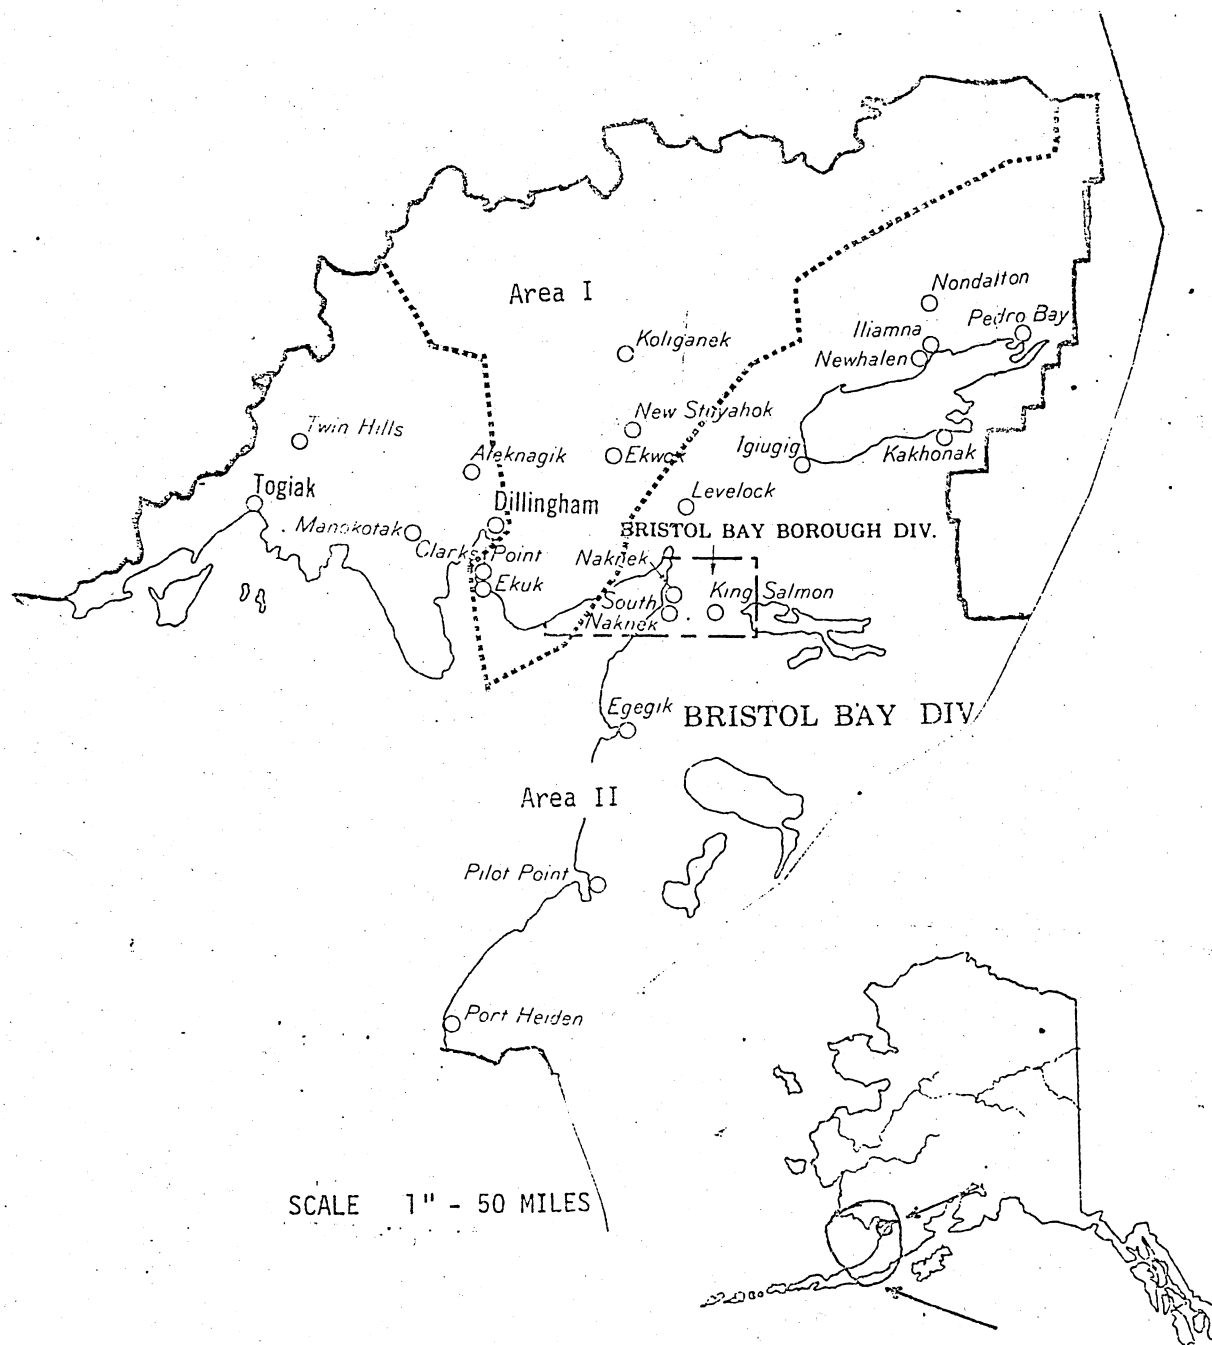 Area I
Nondalton
Pedro Bay
Iliamna
Koliganek
Newhalen
New Stuyahok
Twin Hills
Igiugig
Kakhonak
Aleknagik
Ekwok
Togiak
Levelock
Dillingham
Manokotak
BRISTOL BAY BOROUGH DIV.
Clarks Point
Naknek
Ekuk
King Salmon
South
Naknek
Egegik
BRISTOL BAY DIV
Area II
Pilot Point
Port Heiden
SCALE 1" - 50 MILES